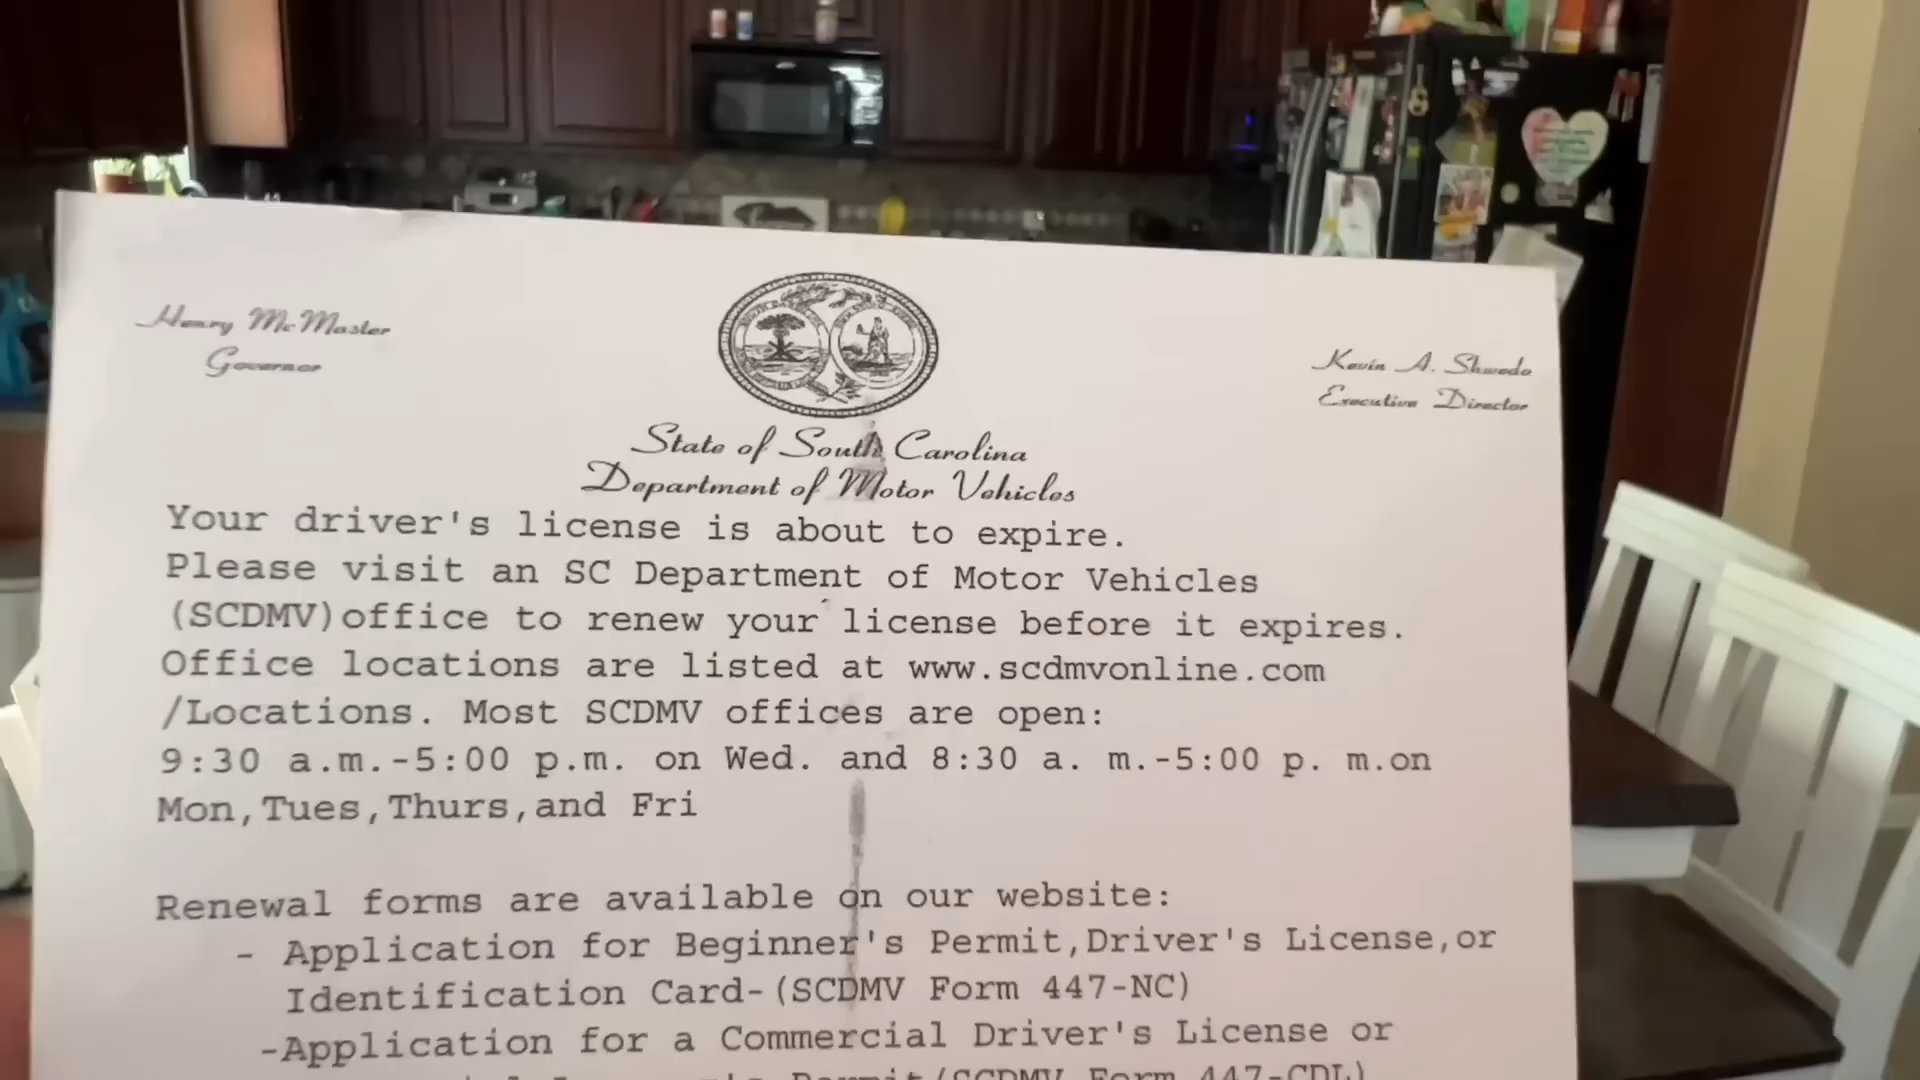 Henry McMaster
Governor
Kevin A. Shwedo
Executive Director
State of South Carolina
Department of Motor Vehicles
Your driver's license is about to expire.
Please visit an SC Department of Motor Vehicles
(SCDMV)office to renew your license before it expires.
Office locations are listed at www.scdmvonline.com
/Locations. Most SCDMV offices are open:
9:30 a.m.-5:00 p.m. on Wed. and 8:30 a. m.-5:00 p. m.on
Mon,Tues,Thurs,and Fri
Renewal forms are available on our website:
- Application for Beginner's Permit,Driver's License,or
Identification Card-(SCDMV Form 447-NC)
-Application for a Commercial Driver's License or
Permit(SCDMV Form 447-CDL)